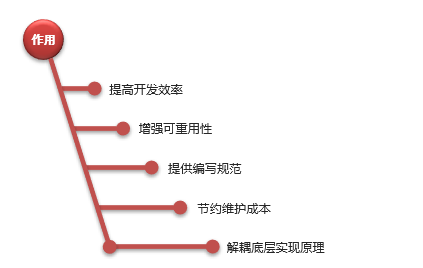 作用
提高开发效率
增强可重用性
提供编写规范
节约维护成本
解耦底层实现原理